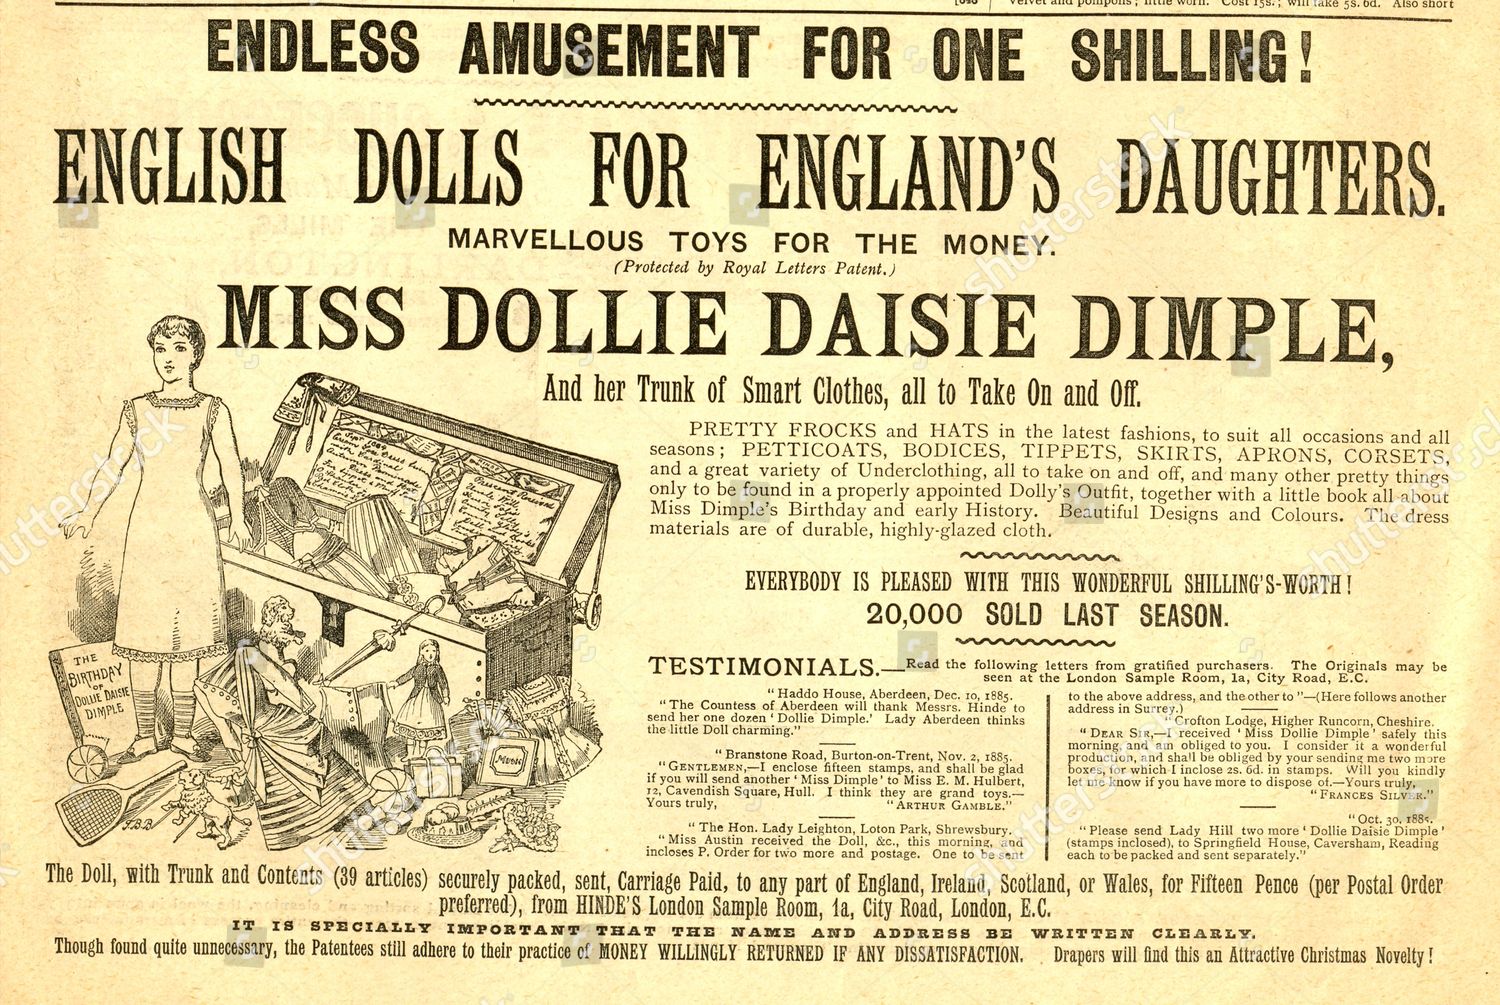 Velvet and pompons; little worn. Cost 15s.; will take 5s. 6d. Also short
ENDLESS AMUSEMENT FOR ONE SHILLING!
ENGLISH DOLLS FOR ENGLAND'S DAUGHTERS.
MARVELLOUS TOYS FOR THE MONEY.
(Protected by Royal Letters Patent.)
MISS DOLLIE DAISIE DIMPLE,
And her Trunk of Smart Clothes, all to Take On and Off.
PRETTY FROCKS and HATS in the latest fashions, to suit all occasions and all
seasons; PETTICOATS, BODICES, TIPPETS, SKIRTS, APRONS, CORSETS,
and a great variety of Underclothing, all to take on and off, and many other pretty things
only to be found in a properly appointed Dolly's Outfit, together with a little book all about
Miss Dimple's Birthday and early History. Beautiful Designs and Colours. The dress
materials are of durable, highly-glazed cloth.
EVERYBODY IS PLEASED WITH THIS WONDERFUL SHILLING'S-WORTH!
20,000 SOLD LAST SEASON.
TESTIMONIALS.—Read the following letters from gratified purchasers. The Originals may be
seen at the London Sample Room, 1a, City Road, E.C.
"Haddo House, Aberdeen, Dec. 10, 1885.
"The Countess of Aberdeen will thank Messrs. Hinde to
send her one dozen 'Dollie Dimple.' Lady Aberdeen thinks
the little Doll charming."
"Branstone Road, Burton-on-Trent, Nov. 2, 1885.
"GENTLEMEN,—I enclose fifteen stamps, and shall be glad
if you will send another 'Miss Dimple' to Miss E. M. Hulbert,
12, Cavendish Square, Hull. I think they are grand toys.—
Yours truly, "ARTHUR GAMBLE."
"The Hon. Lady Leighton, Loton Park, Shrewsbury.
"Miss Austin received the Doll, &c., this morning, and
incloses P. Order for two more and postage. One to be sent
to the above address, and the other to"—(Here follows another
address in Surrey.)
"Crofton Lodge, Higher Runcorn, Cheshire.
"DEAR SIR,—I received 'Miss Dollie Dimple' safely this
morning, and am obliged to you. I consider it a wonderful
production, and shall be obliged by your sending me two more
boxes, for which I inclose 2s. 6d. in stamps. Will you kindly
let me know if you have more to dispose of.—Yours truly,
"FRANCES SILVER."
"Oct. 30, 1885.
"Please send Lady Hill two more 'Dollie Daisie Dimple'
(stamps inclosed), to Springfield House, Caversham, Reading
each to be packed and sent separately."
THE
BIRTHDAY
OF
DOLLIE DAISIE
DIMPLE
MUSIC
J.B.B
The Doll, with Trunk and Contents (39 articles) securely packed, sent, Carriage Paid, to any part of England, Ireland, Scotland, or Wales, for Fifteen Pence (per Postal Order
preferred), from HINDE'S London Sample Room, 1a, City Road, London, E.C.
IT IS SPECIALLY IMPORTANT THAT THE NAME AND ADDRESS BE WRITTEN CLEARLY.
Though found quite unnecessary, the Patentees still adhere to their practice of MONEY WILLINGLY RETURNED IF ANY DISSATISFACTION. Drapers will find this an Attractive Christmas Novelty!
shutterstock